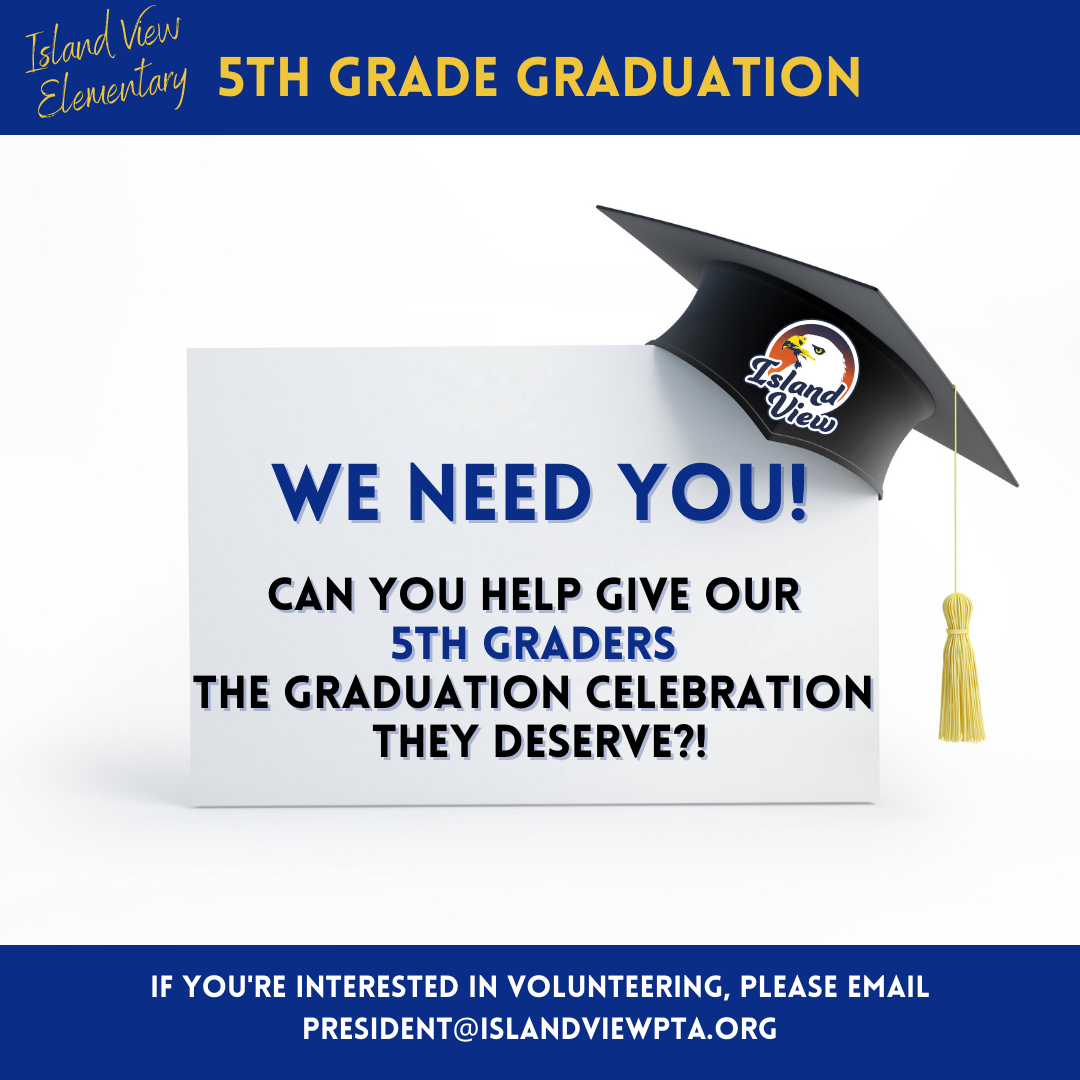 Island View
Elementary
5TH GRADE GRADUATION
Island
View
WE NEED YOU!
CAN YOU HELP GIVE OUR
5TH GRADERS
THE GRADUATION CELEBRATION
THEY DESERVE?!
IF YOU'RE INTERESTED IN VOLUNTEERING, PLEASE EMAIL
PRESIDENT@ISLANDVIEWPTA.ORG